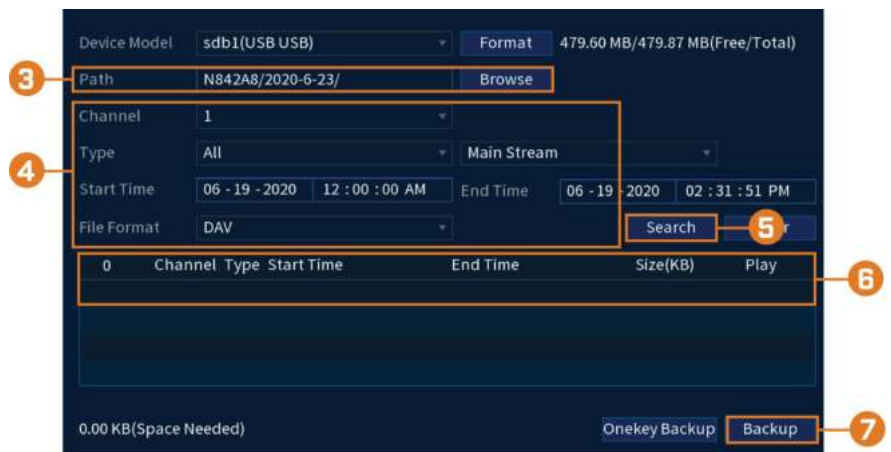 Device Model sdb1(USB USB) Format 479.60 MB/479.87 MB(Free/Total)
3 Path N842A8/2020-6-23/ Browse
Channel 1
4 Type All Main Stream
Start Time 06 - 19 - 2020 12 : 00 : 00 AM End Time 06 - 19 - 2020 02 : 31 : 51 PM
File Format DAV Search 5
0 Channel Type Start Time End Time Size(KB) Play
6
0.00 KB(Space Needed) Onekey Backup Backup 7